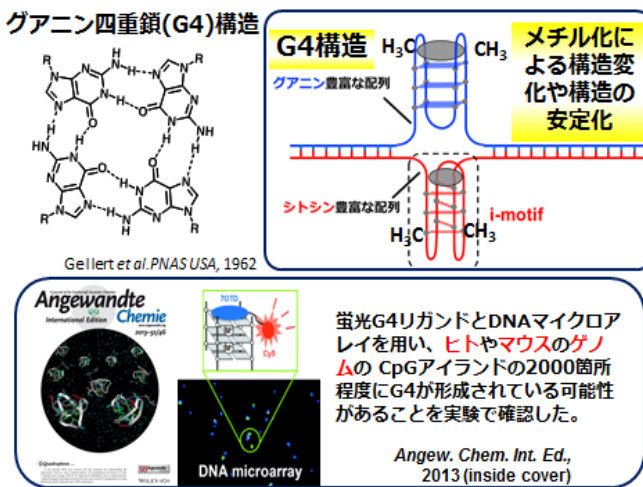 グアニン四重鎖(G4)構造
R
N
H
O
Gellert et al.PNAS USA, 1962
G4構造
H₃C
CH₃
グアニン豊富な配列
メチル化による構造変化や構造の安定化
シトシン豊富な配列
i-motif
H₃C
CH₃
Angewandte
International Edition
Chemie
2013-52/46
7OTD
Cy5
DNA microarray
WILEY-VCH
蛍光G4リガンドとDNAマイクロア
レイを用い、ヒトやマウスのゲノ
ムの CpGアイランドの2000箇所
程度にG4が形成されている可能性
があることを実験で確認した。
Angew. Chem. Int. Ed.,
2013 (inside cover)